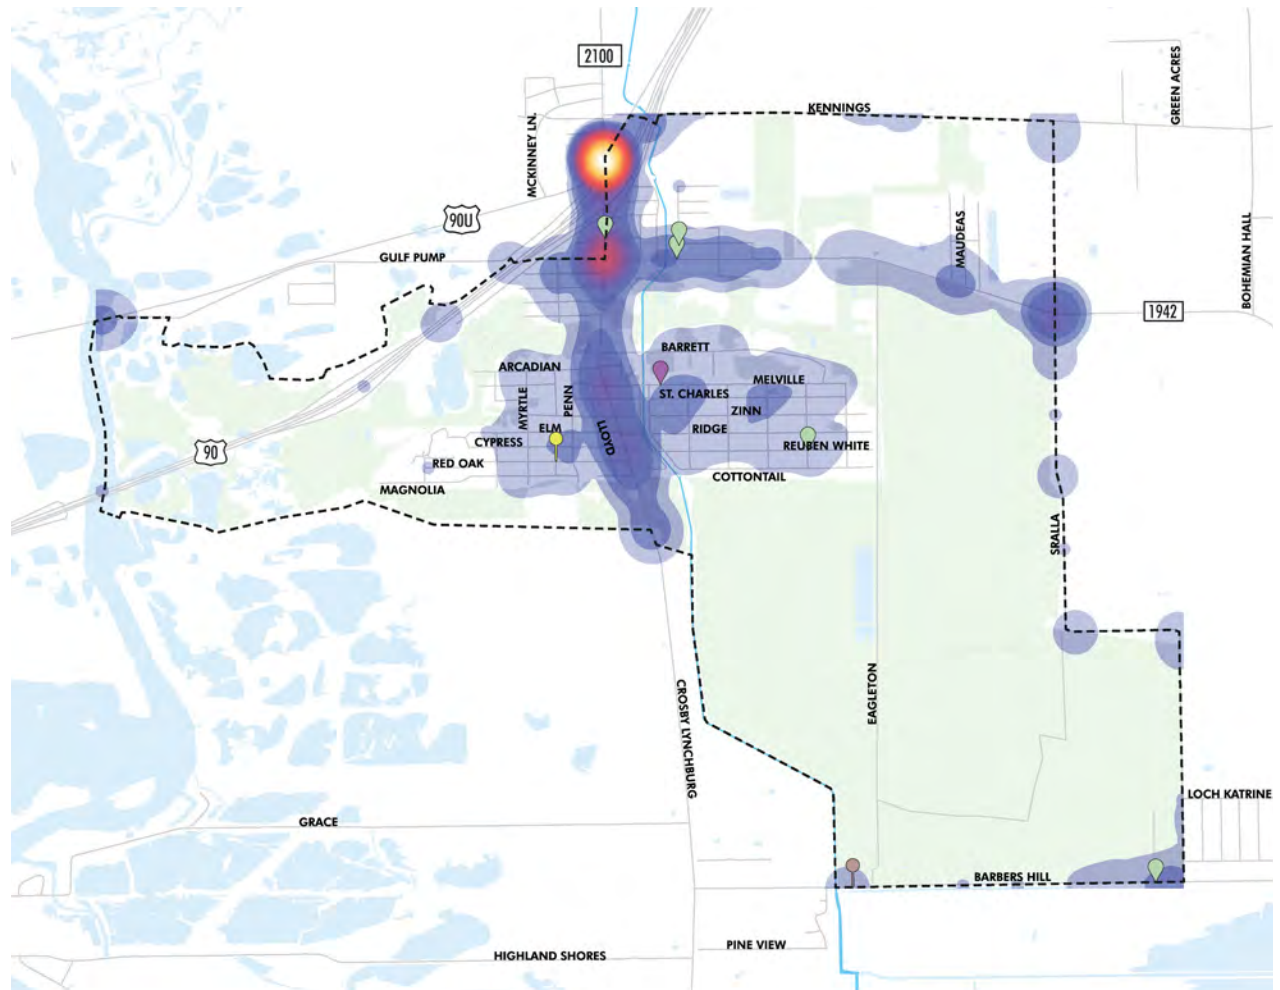 2100
KENNINGS
GREEN ACRES
MCKINNEY LN.
90U
GULF PUMP
MAUDEAS
BOHEMIAN HALL
1942
BARRETT
ARCADIAN
MELVILLE
MYRTLE
PENN
ST. CHARLES
ZINN
ELM
LLOYD
RIDGE
CYPRESS
REUBEN WHITE
90
RED OAK
COTTONTAIL
MAGNOLIA
SRALLA
EAGLETON
CROSBY LYNCHBURG
LOCH KATRINE
GRACE
BARBERS HILL
PINE VIEW
HIGHLAND SHORES